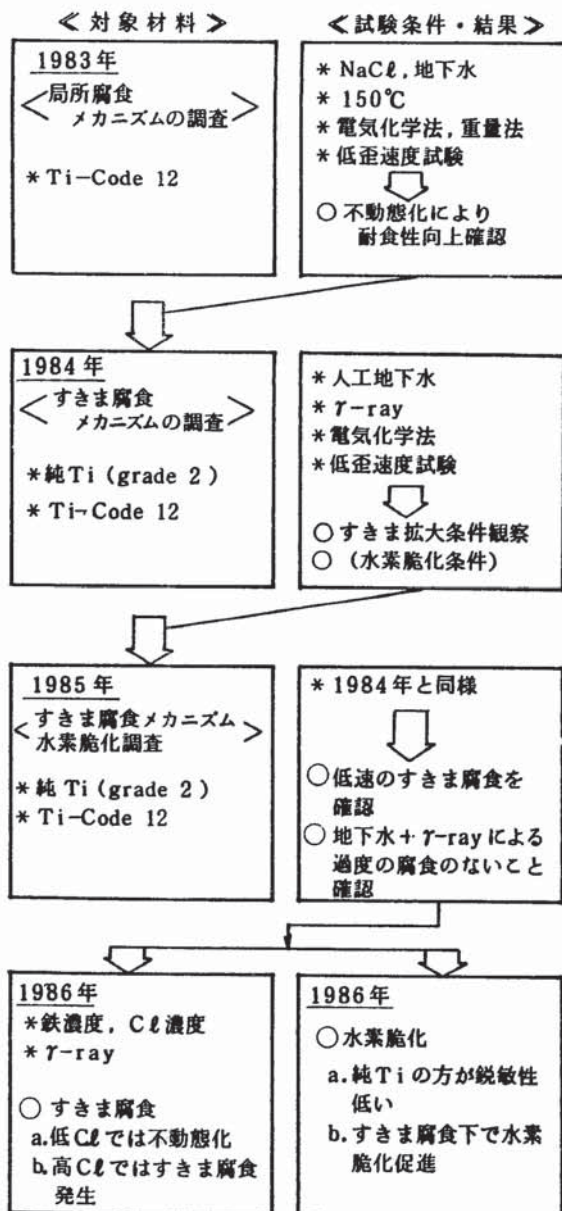 ≪対象材料≫
≪試験条件・結果≫
1983年
<局所腐食
メカニズムの調査>
* Ti-Code 12
* NaCl, 地下水
* 150℃
* 電気化学法, 重量法
* 低歪速度試験
○ 不動態化により
耐食性向上確認
1984年
<すきま腐食
メカニズムの調査>
* 純Ti (grade 2)
* Ti-Code 12
* 人工地下水
* γ-ray
* 電気化学法
* 低歪速度試験
○ すきま拡大条件観察
○ (水素脆化条件)
1985年
<すきま腐食メカニズム
水素脆化調査>
* 純Ti (grade 2)
* Ti-Code 12
* 1984年と同様
○ 低速のすきま腐食を
確認
○ 地下水+γ-rayによる
過度の腐食のないこと
確認
1986年
* 鉄濃度, Cl濃度
* γ-ray
○ すきま腐食
a. 低Clでは不動態化
b. 高Clではすきま腐食
発生
1986年
○ 水素脆化
a. 純Tiの方が鋭敏性
低い
b. すきま腐食下で水素
脆化促進